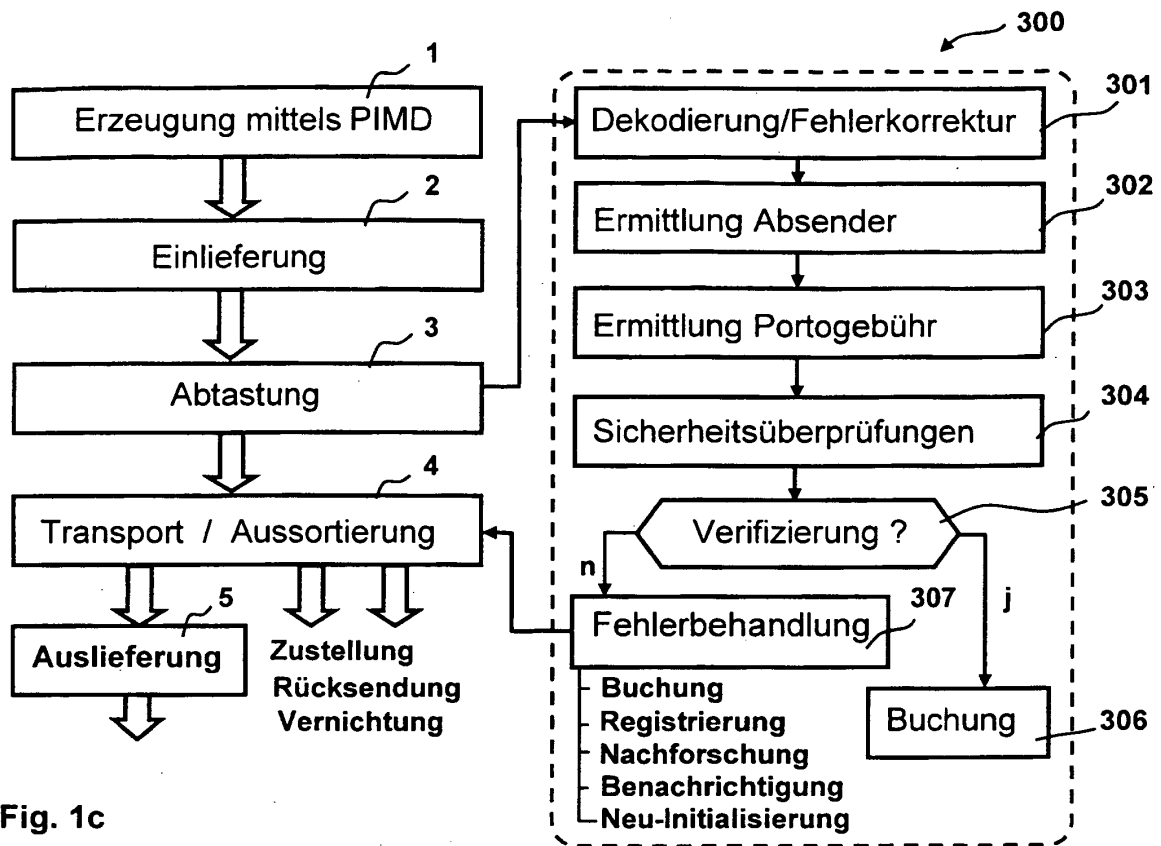 300
1
Erzeugung mittels PIMD
2
Einlieferung
3
Abtastung
4
Transport / Aussortierung
5
Auslieferung
Zustellung
Rücksendung
Vernichtung
301
Dekodierung/Fehlerkorrektur
302
Ermittlung Absender
303
Ermittlung Portogebühr
304
Sicherheitsüberprüfungen
305
Verifizierung ?
n
j
307
Fehlerbehandlung
- Buchung
- Registrierung
- Nachforschung
- Benachrichtigung
- Neu-Initialisierung
Buchung
306
Fig. 1c